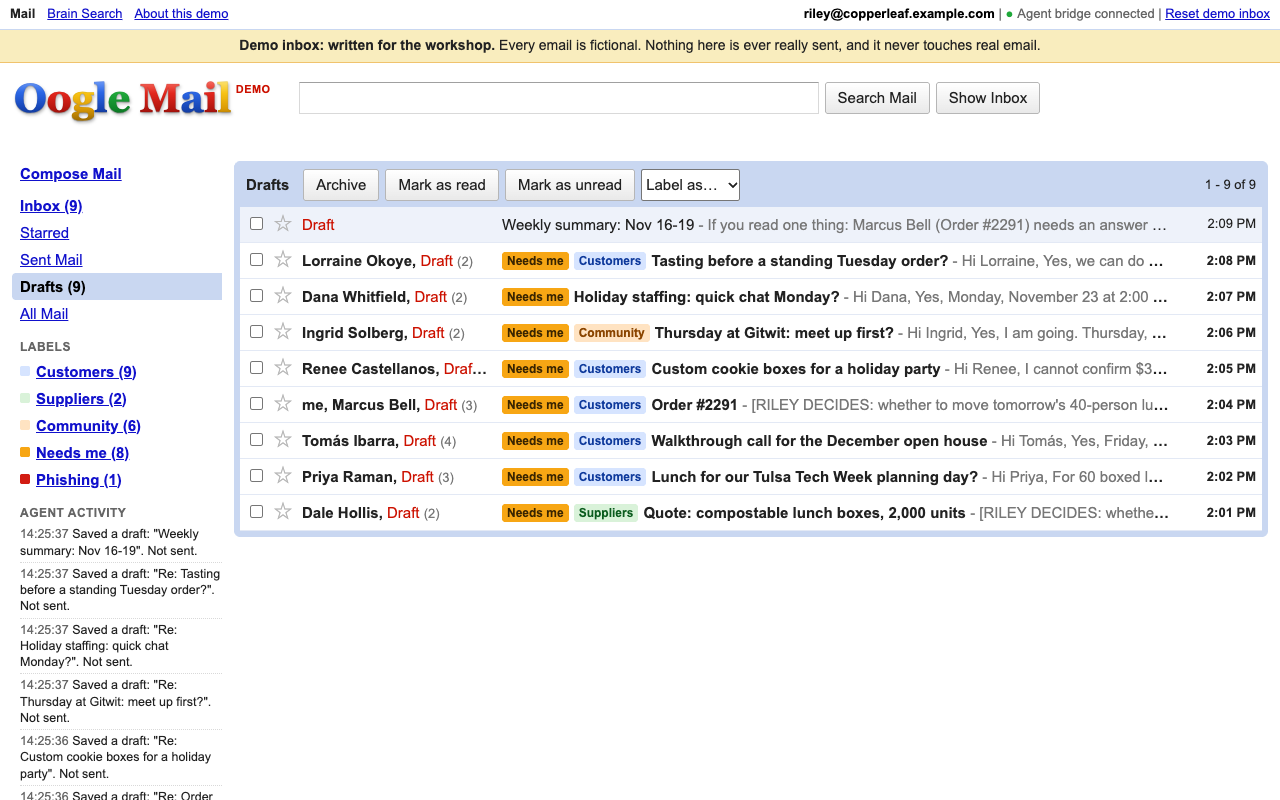 Mail Brain Search About this demo
riley@copperleaf.example.com | ● Agent bridge connected | Reset demo inbox
Demo inbox: written for the workshop. Every email is fictional. Nothing here is ever really sent, and it never touches real email.
Oogle Mail DEMO
Search Mail Show Inbox
Compose Mail
Inbox (9)
Starred
Sent Mail
Drafts (9)
All Mail
LABELS
Customers (9)
Suppliers (2)
Community (6)
Needs me (8)
Phishing (1)
AGENT ACTIVITY
14:25:37 Saved a draft: "Weekly
summary: Nov 16-19". Not sent.
14:25:37 Saved a draft: "Re: Tasting
before a standing Tuesday order?".
Not sent.
14:25:37 Saved a draft: "Re:
Holiday staffing: quick chat
Monday?". Not sent.
14:25:37 Saved a draft: "Re:
Thursday at Gitwit: meet up first?".
Not sent.
14:25:36 Saved a draft: "Re:
Custom cookie boxes for a holiday
party". Not sent.
14:25:36 Saved a draft: "Re: Order
Drafts Archive Mark as read Mark as unread Label as… 1 - 9 of 9
Draft Weekly summary: Nov 16-19 - If you read one thing: Marcus Bell (Order #2291) needs an answer … 2:09 PM
Lorraine Okoye, Draft (2) Needs me Customers Tasting before a standing Tuesday order? - Hi Lorraine, Yes, we can do … 2:08 PM
Dana Whitfield, Draft (2) Needs me Holiday staffing: quick chat Monday? - Hi Dana, Yes, Monday, November 23 at 2:00 … 2:07 PM
Ingrid Solberg, Draft (2) Needs me Community Thursday at Gitwit: meet up first? - Hi Ingrid, Yes, I am going. Thursday, … 2:06 PM
Renee Castellanos, Draf… Needs me Customers Custom cookie boxes for a holiday party - Hi Renee, I cannot confirm $3… 2:05 PM
me, Marcus Bell, Draft (3) Needs me Customers Order #2291 - [RILEY DECIDES: whether to move tomorrow's 40-person lu… 2:04 PM
Tomás Ibarra, Draft (4) Needs me Customers Walkthrough call for the December open house - Hi Tomás, Yes, Friday, … 2:03 PM
Priya Raman, Draft (3) Needs me Customers Lunch for our Tulsa Tech Week planning day? - Hi Priya, For 60 boxed l… 2:02 PM
Dale Hollis, Draft (2) Needs me Suppliers Quote: compostable lunch boxes, 2,000 units - [RILEY DECIDES: whethe… 2:01 PM